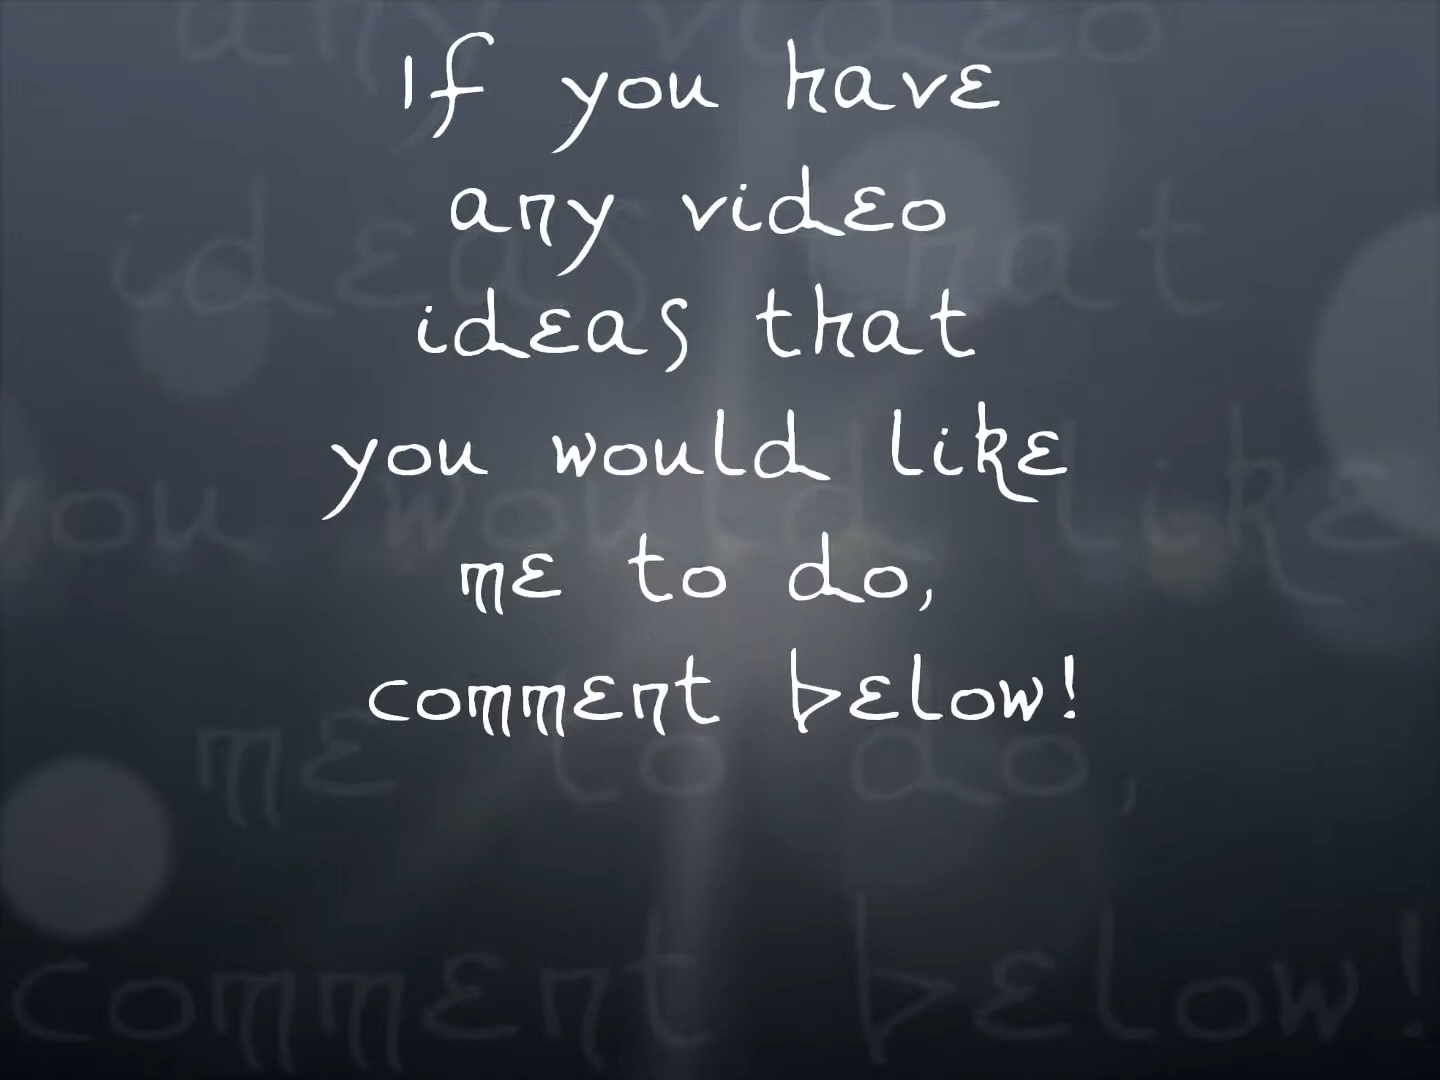 If you have
any video
ideas that
you would like
me to do,
comment below!